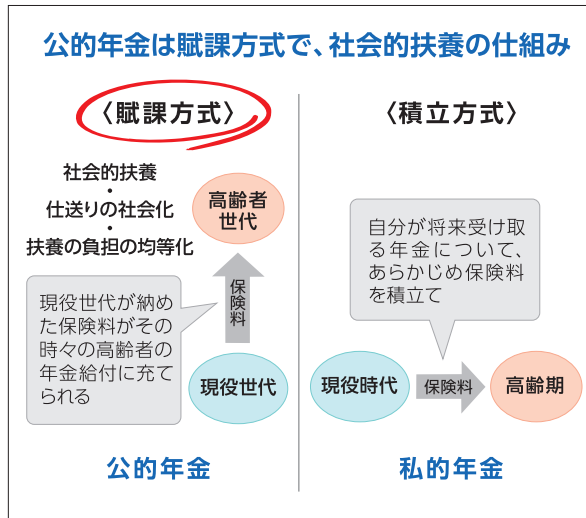 公的年金は賦課方式で、社会的扶養の仕組み
〈賦課方式〉
社会的扶養
・
仕送りの社会化
・
扶養の負担の均等化
高齢者
世代
保険料
現役世代が納め
た保険料がその
時々の高齢者の
年金給付に充て
られる
現役世代
公的年金
〈積立方式〉
自分が将来受け取
る年金について、
あらかじめ保険料
を積立て
現役時代
保険料
高齢期
私的年金